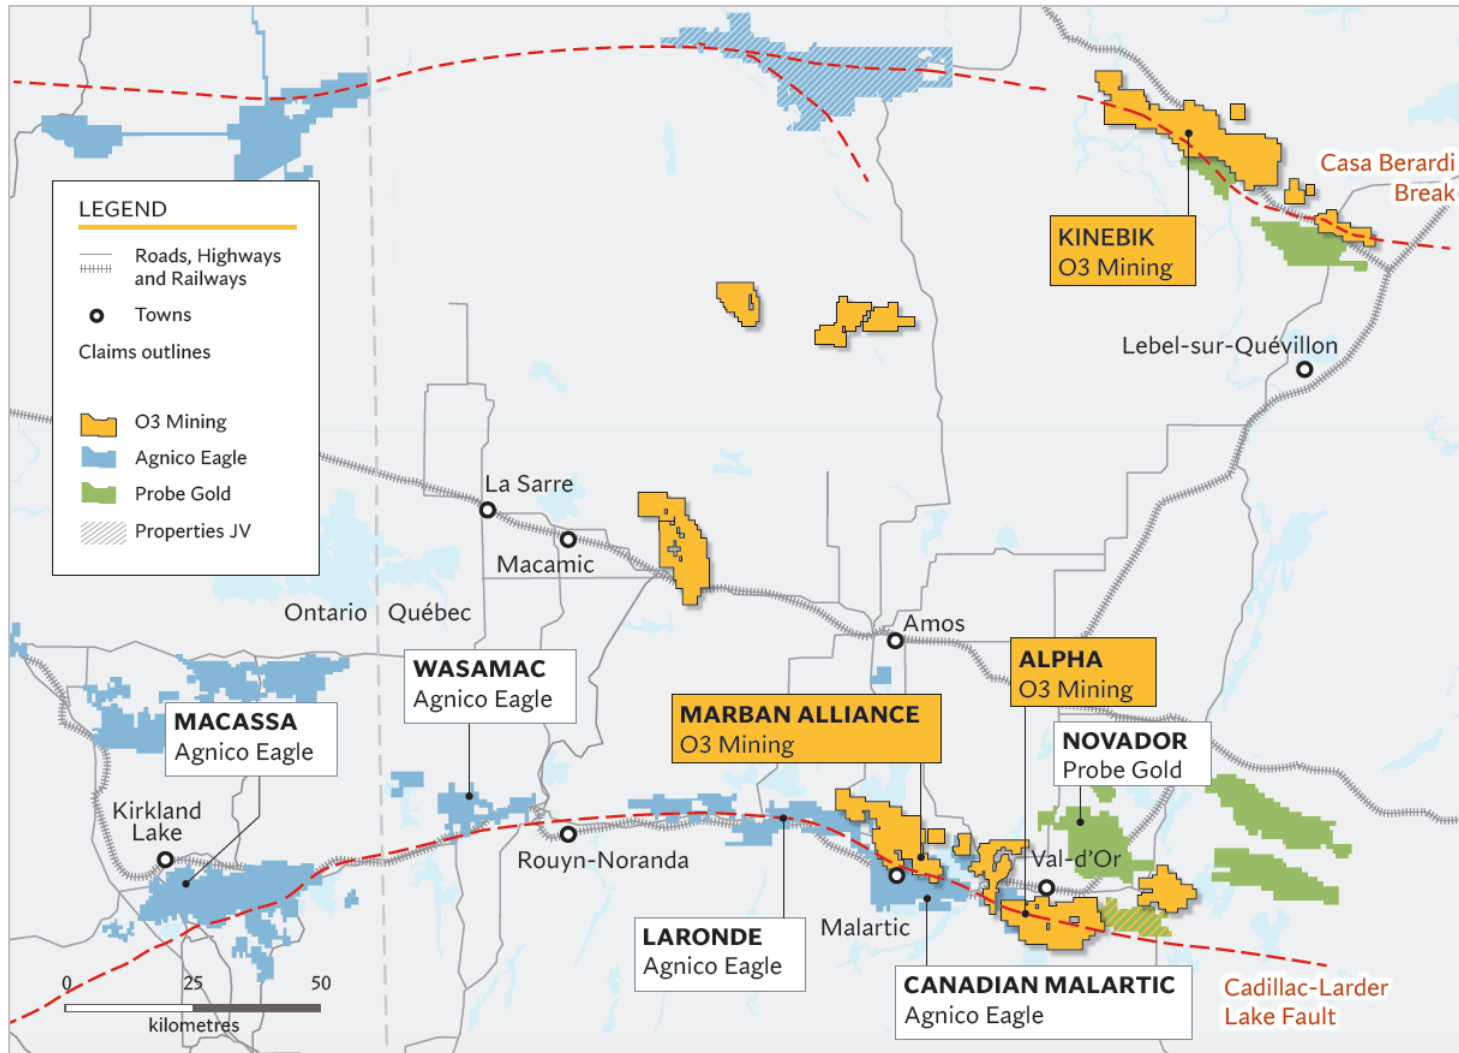 Casa Berardi
Break
LEGEND
Roads, Highways
and Railways
Towns
Claims outlines
O3 Mining
Agnico Eagle
Probe Gold
Properties JV
KINEBIK
O3 Mining
Lebel-sur-Quévillon
La Sarre
Macamic
Ontario
Québec
Amos
WASAMAC
Agnico Eagle
ALPHA
O3 Mining
MACASSA
Agnico Eagle
MARBAN ALLIANCE
O3 Mining
NOVADOR
Probe Gold
Kirkland
Lake
Rouyn-Noranda
Val-d'Or
Malartic
LARONDE
Agnico Eagle
CANADIAN MALARTIC
Agnico Eagle
Cadillac-Larder
Lake Fault
0 25 50
kilometres